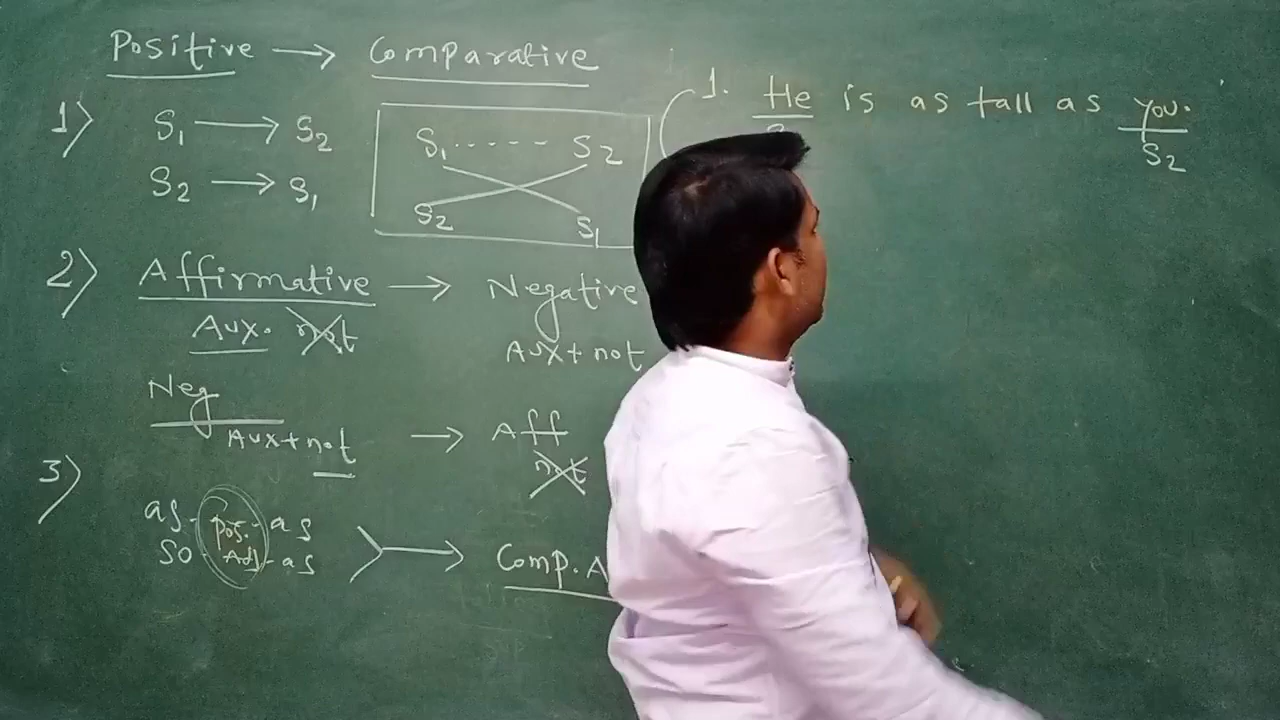 Positive → Comparative
1) S1 → S2
S2 → S1
S1 ------ S2
S2 S1
2) Affirmative → Negative
Aux. not
Aux + not
Neg
Aux + not → Aff
not
3)
as - Pos. - as
so - Adj - as
Comp. A
1. He is as tall as you.
S2